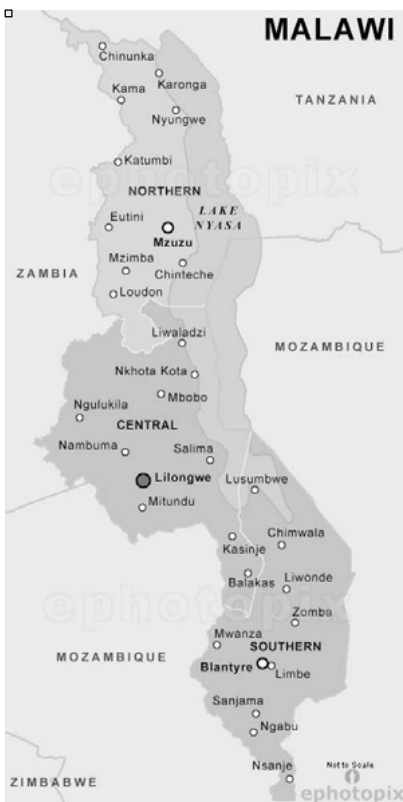 MALAWI
Chinunka
Karonga
Kama
TANZANIA
Nyungwe
Katumbi
ephotopix
NORTHERN
LAKE
NYASA
Eutini
Mzuzu
Mzimba
ZAMBIA
Chinteche
Loudon
Liwaladzi
MOZAMBIQUE
Nkhota Kota
Mbobo
Ngulukila
CENTRAL
Nambuma
Salima
Lilongwe
Lusumbwe
Mitundu
Chimwala
Kasinje
Balakas
Liwonde
ephotopix
Zomba
Mwanza
SOUTHERN
MOZAMBIQUE
Blantyre
Limbe
Sanjama
Ngabu
Nsanje
Not to Scale
ZIMBABWE
ephotopix